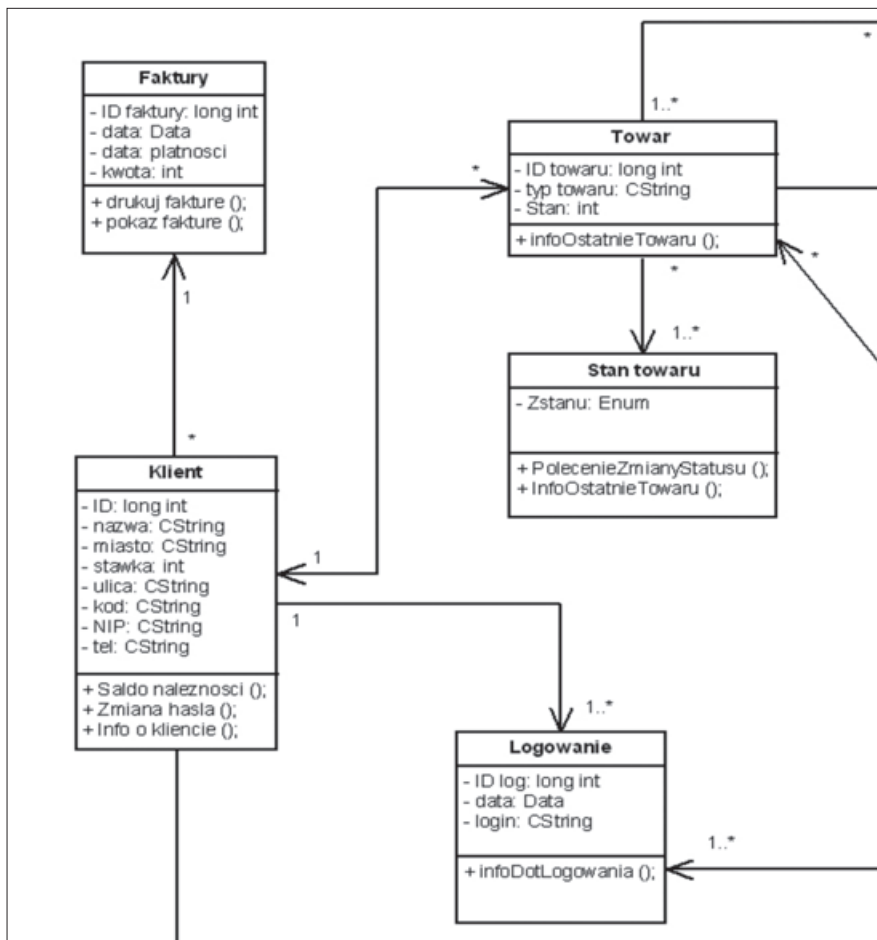 Faktury
- ID faktury: long int
- data: Data
- data: platnosci
- kwota: int
+ drukuj fakture ();
+ pokaz fakture ();
1
*
Klient
- ID: long int
- nazwa: CString
- miasto: CString
- stawka: int
- ulica: CString
- kod: CString
- NIP: CString
- tel: CString
+ Saldo naleznosci ();
+ Zmiana hasla ();
+ Info o kliencie ();
1
1
*
*
1..*
Towar
- ID towaru: long int
- typ towaru: CString
- Stan: int
+ infoOstatnieTowaru ();
*
*
1..*
Stan towaru
- Zstanu: Enum
+ PolecenieZmianyStatusu ();
+ InfoOstatnieTowaru ();
1..*
Logowanie
- ID log: long int
- data: Data
- login: CString
+ infoDotLogowania ();
1..*